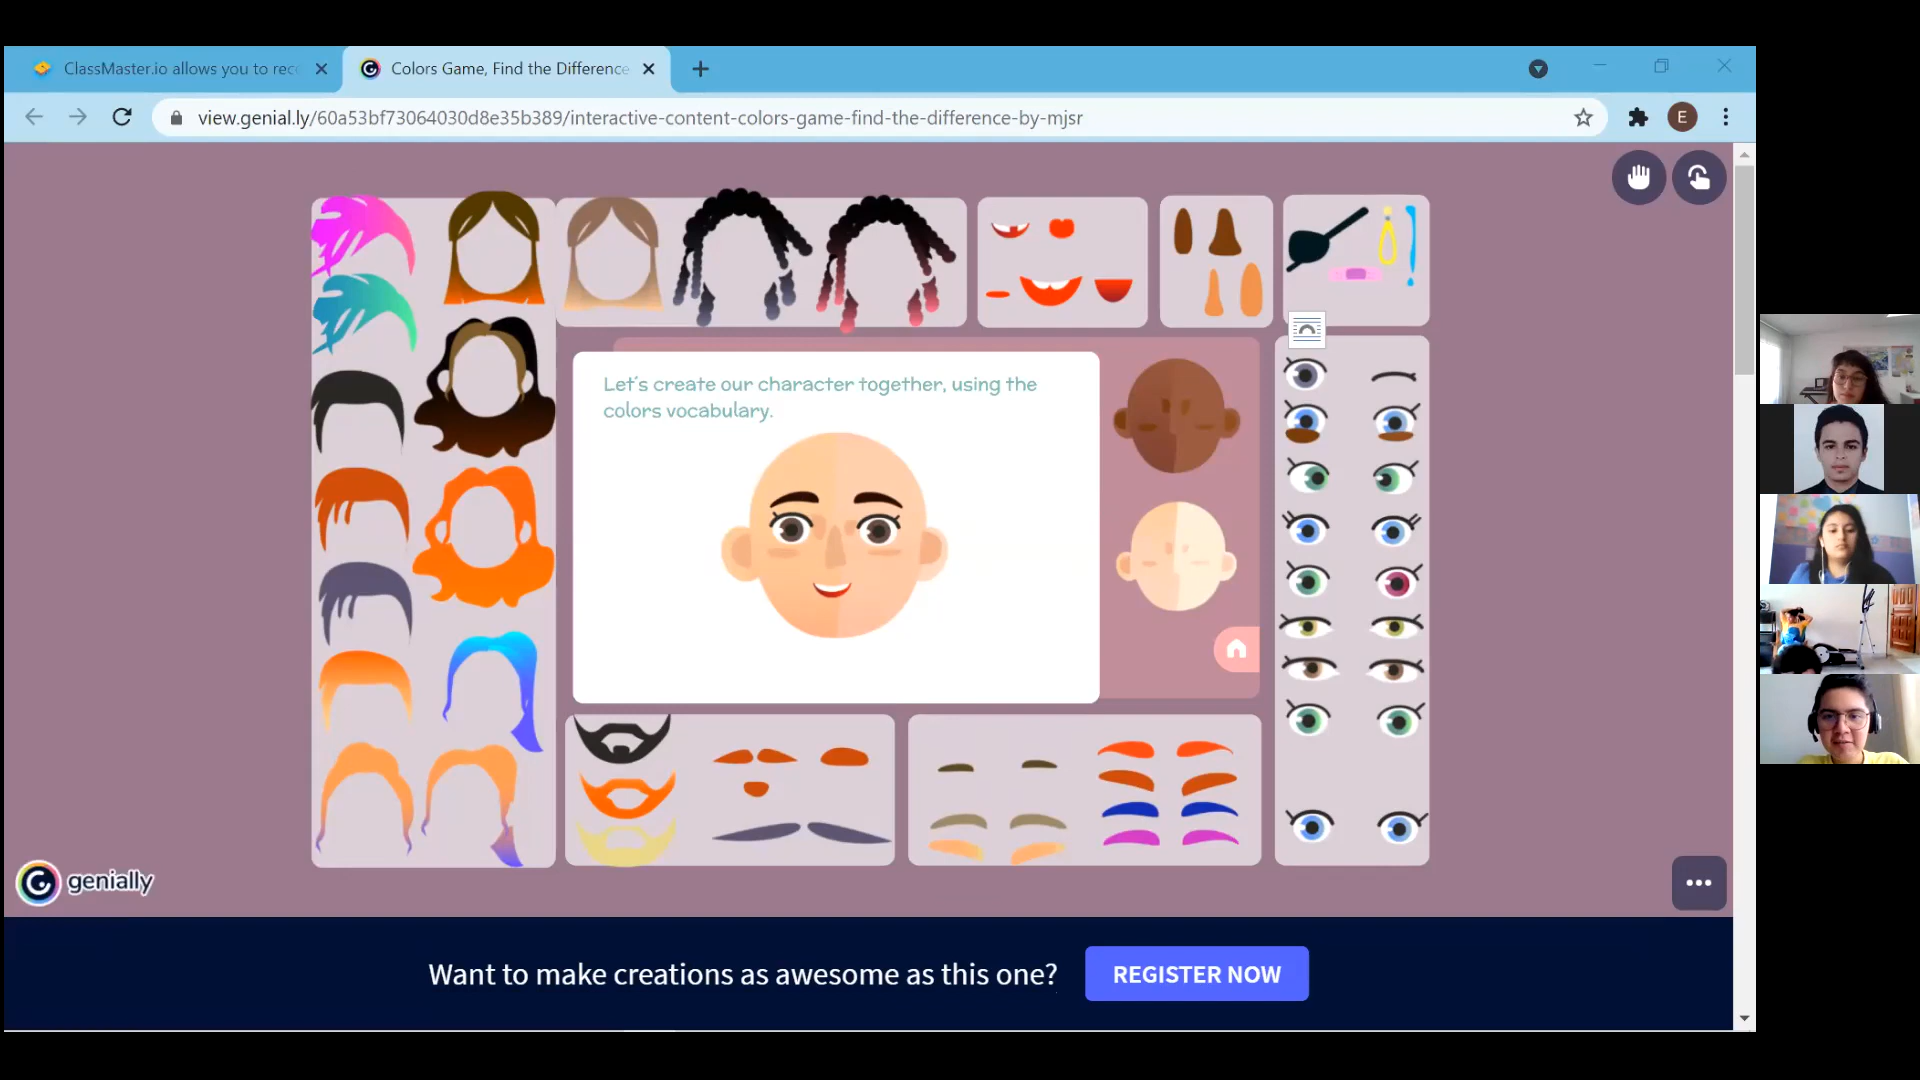 ClassMaster.io allows you to reco
Colors Game, Find the Difference
view.genial.ly/60a53bf73064030d8e35b389/interactive-content-colors-game-find-the-difference-by-mjsr
E
Let's create our character together, using the
colors vocabulary.
genially
Want to make creations as awesome as this one?
REGISTER NOW